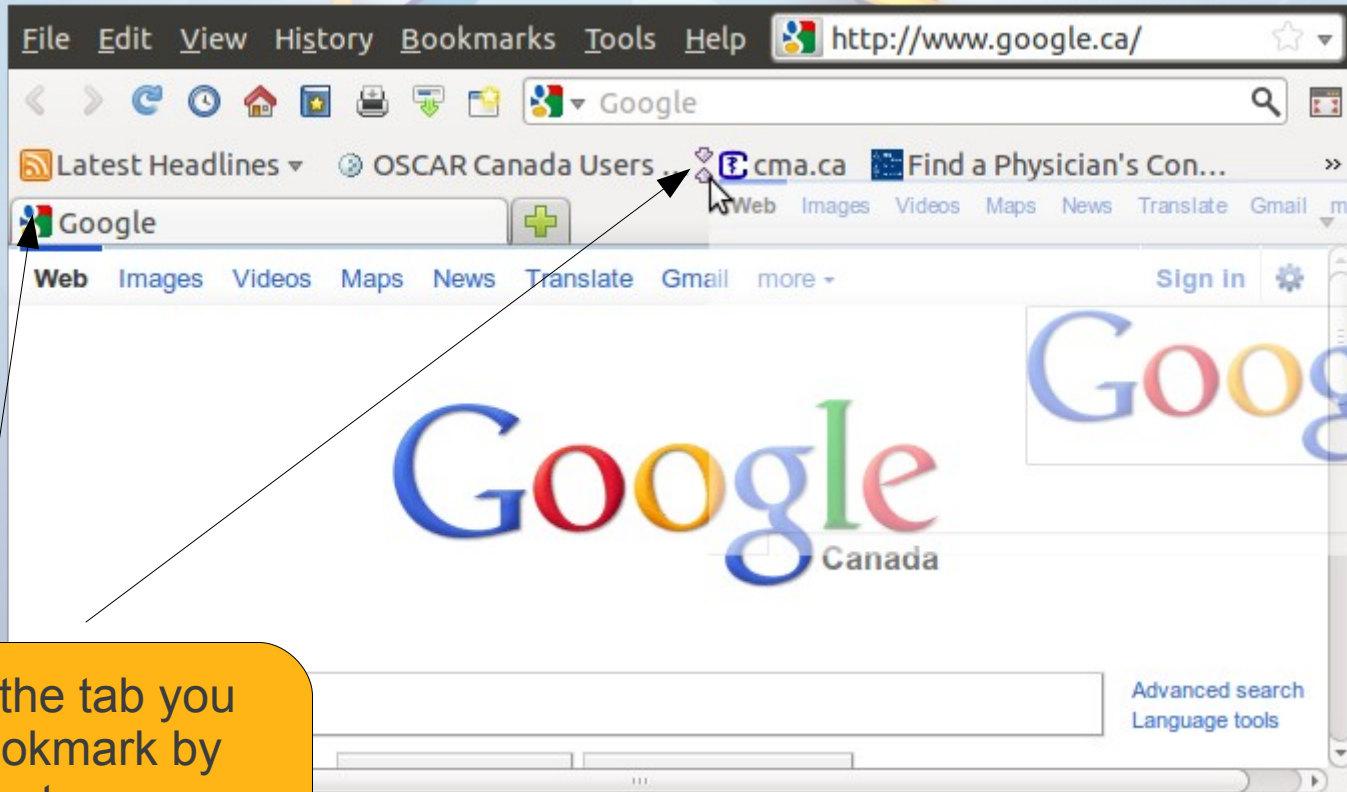 File Edit View History Bookmarks Tools Help http://www.google.ca/
Google
Latest Headlines OSCAR Canada Users ... cma.ca Find a Physician's Con... »
Google
Web Images Videos Maps News Translate Gmail m
Web Images Videos Maps News Translate Gmail more Sign in
Goog
Google
Canada
Advanced search
Language tools
the tab you
okmark by